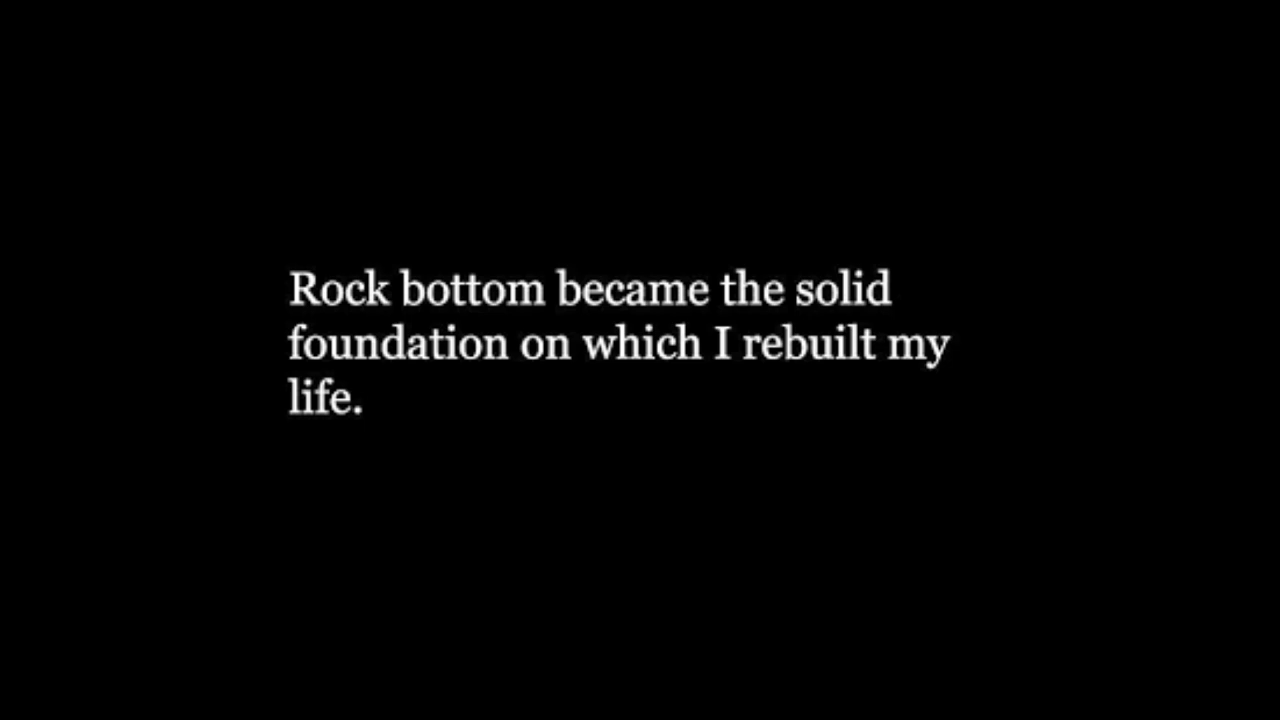 Rock bottom became the solid
foundation on which I rebuilt my
life.